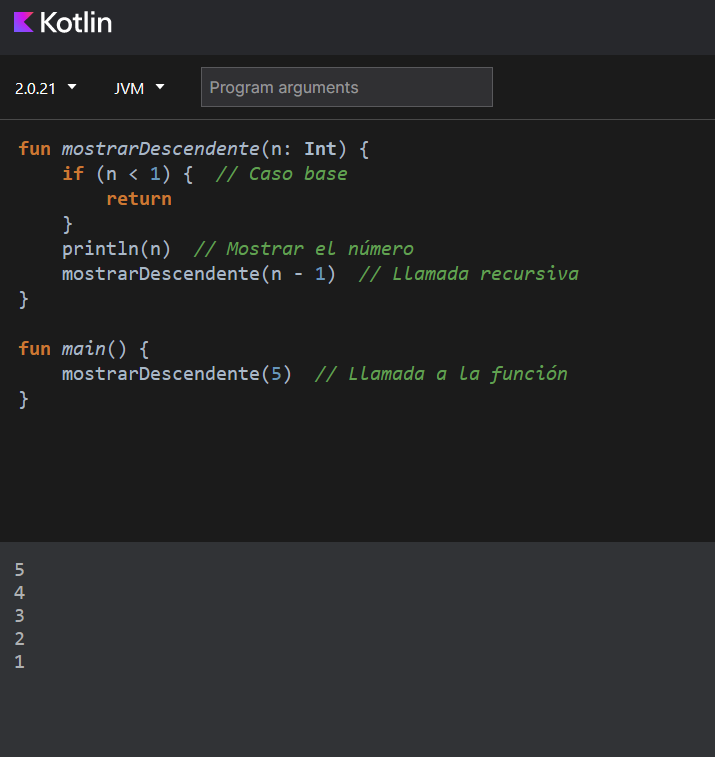 Kotlin
2.0.21 JVM Program arguments
fun mostrarDescendente(n: Int) {
    if (n < 1) {  // Caso base
        return
    }
    println(n)  // Mostrar el número
    mostrarDescendente(n - 1)  // Llamada recursiva
}
fun main() {
    mostrarDescendente(5)  // Llamada a la función
}
5
4
3
2
1